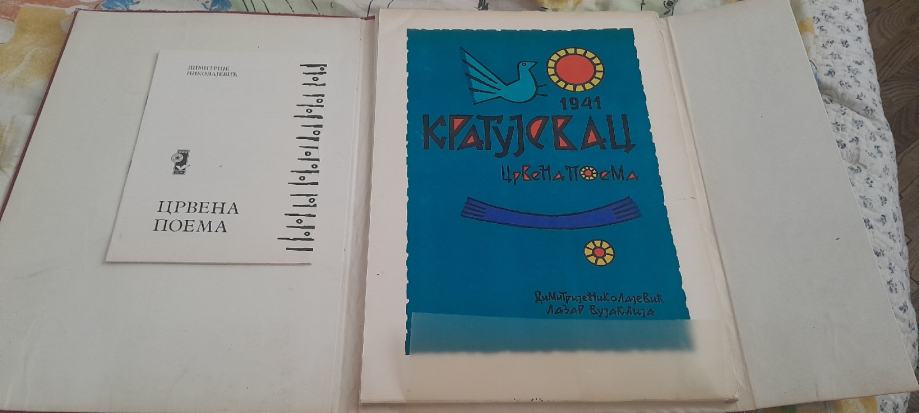 ДИМИТРИЈЕ
НИКОЛАЈЕВИЋ
ЦРВЕНА
ПОЕМА
1941
КРАГУЈЕВАЦ
ЦРВЕНА ПОЕМА
ДИМИТРИЈЕ НИКОЛАЈЕВИЋ
ЛАЗАР ВУЈАКЛИЈА